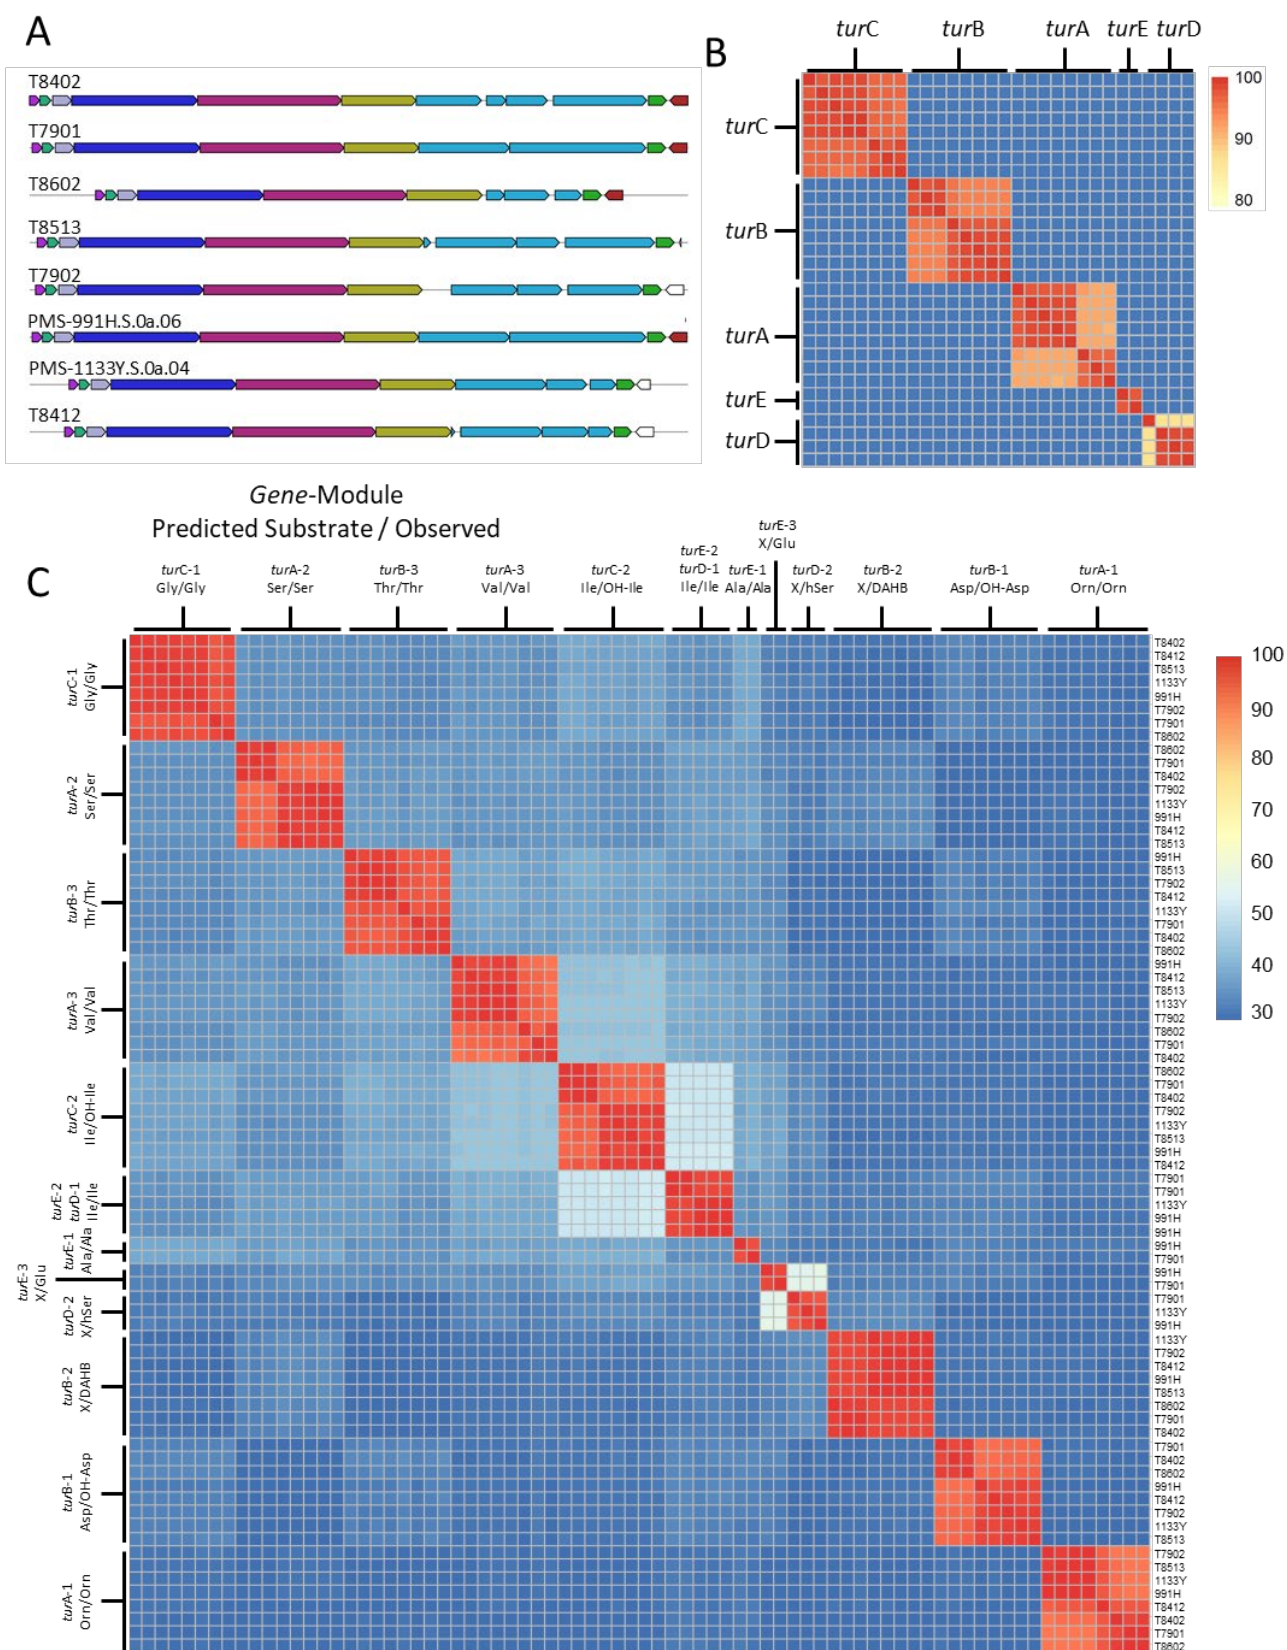 A
T8402
T7901
T8602
T8513
T7902
PMS-991H.S.0a.06
PMS-1133Y.S.0a.04
T8412
B
turC turB turA turE turD
turC
turB
turA
turE
turD
100
90
80
Gene-Module
Predicted Substrate / Observed
C
turC-1
Gly/Gly
turA-2
Ser/Ser
turB-3
Thr/Thr
turA-3
Val/Val
turC-2
Ile/OH-Ile
turE-2
turD-1
Ile/Ile
turE-1
Ala/Ala
turE-3
X/Glu
turD-2
X/hSer
turB-2
X/DAHB
turB-1
Asp/OH-Asp
turA-1
Orn/Orn
turC-1
Gly/Gly
turA-2
Ser/Ser
turB-3
Thr/Thr
turA-3
Val/Val
turC-2
Ile/OH-Ile
turE-2
turD-1
Ile/Ile
turE-1
Ala/Ala
turE-3
X/Glu
turD-2
X/hSer
turB-2
X/DAHB
turB-1
Asp/OH-Asp
turA-1
Orn/Orn
T8402
T8412
T8513
1133Y
991H
T7902
T7901
T8602
T8602
T7901
T8402
T7902
1133Y
991H
T8412
T8513
991H
T8513
T7902
T8412
1133Y
T7901
T8402
T8602
991H
T8412
T8513
1133Y
T7902
T8602
T7901
T8402
T8602
T7901
T8402
T7902
1133Y
T8513
991H
T8412
T7901
T7901
1133Y
991H
991H
991H
T7901
991H
T7901
T7901
1133Y
991H
1133Y
T7902
T8412
991H
T8513
T8602
T7901
T8402
T7901
T8402
T8602
991H
T8412
T7902
1133Y
T8513
T7902
T8513
1133Y
991H
T8412
T8402
T7901
T8602
100
90
80
70
60
50
40
30